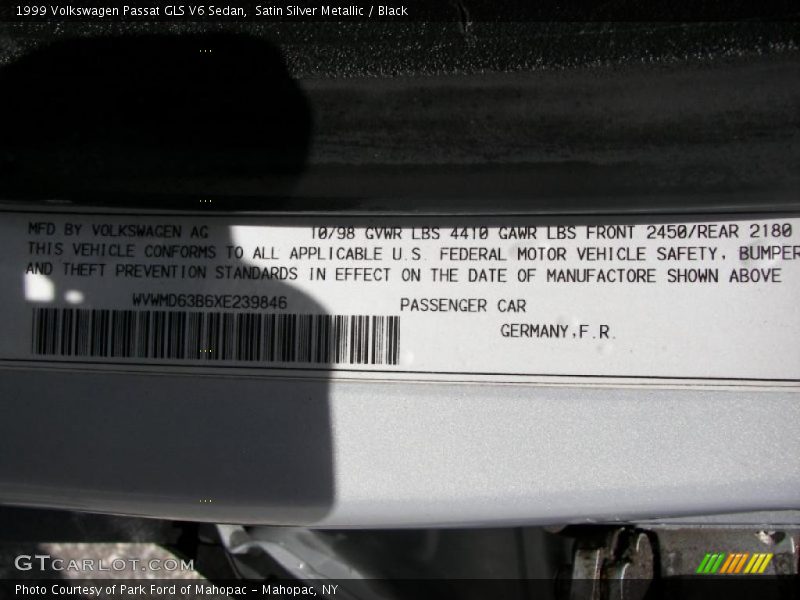 1999 Volkswagen Passat GLS V6 Sedan, Satin Silver Metallic / Black
MFD BY VOLKSWAGEN AG 10/98 GVWR LBS 4410 GAWR LBS FRONT 2450/REAR 2180
THIS VEHICLE CONFORMS TO ALL APPLICABLE U.S. FEDERAL MOTOR VEHICLE SAFETY, BUMPER
AND THEFT PREVENTION STANDARDS IN EFFECT ON THE DATE OF MANUFACTORE SHOWN ABOVE
WVWMD63B6XE239846 PASSENGER CAR
GERMANY,F.R.
GTCARLOT.COM
Photo Courtesy of Park Ford of Mahopac - Mahopac, NY